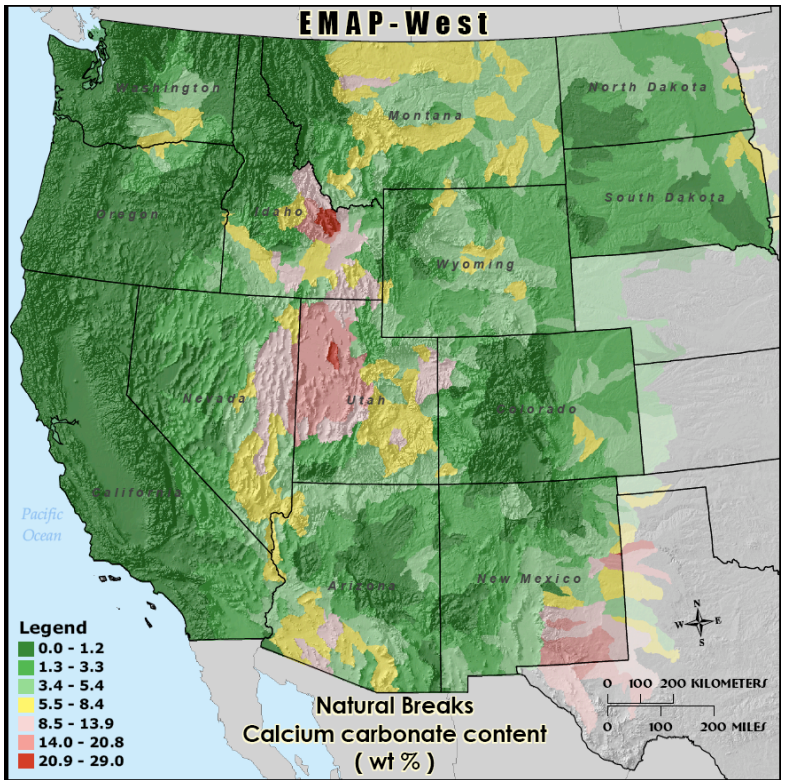 EMAP-West
Washington
Montana
North Dakota
Oregon
Idaho
South Dakota
Wyoming
Nevada
Utah
Colorado
California
Pacific
Ocean
Arizona
New Mexico
N
W E
S
Legend
0.0 - 1.2
1.3 - 3.3
3.4 - 5.4
5.5 - 8.4
8.5 - 13.9
14.0 - 20.8
20.9 - 29.0
Natural Breaks
Calcium carbonate content
( wt % )
0 100 200 KILOMETERS
0 100 200 MILES